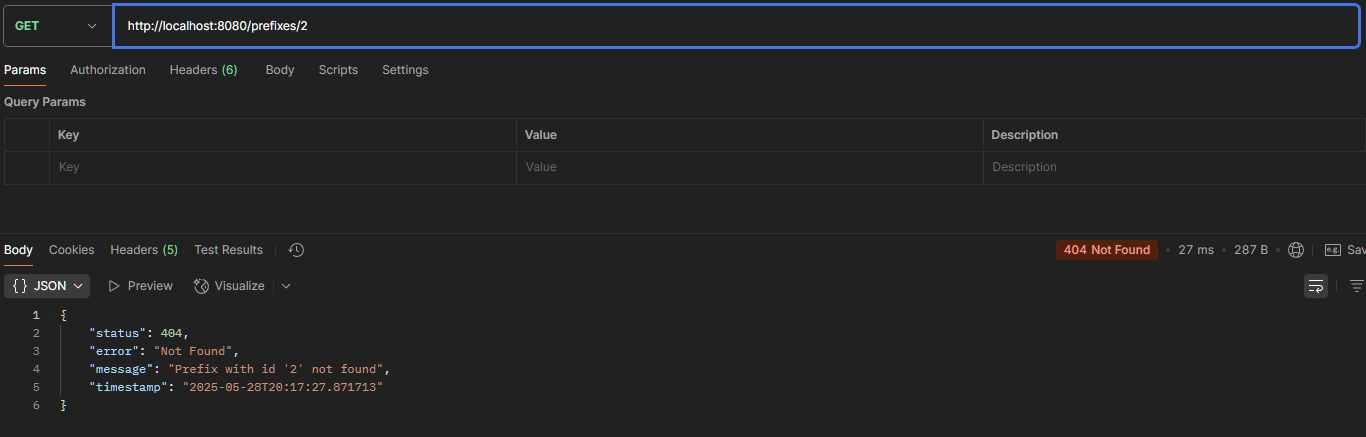 GET http://localhost:8080/prefixes/2
Params Authorization Headers (6) Body Scripts Settings
Query Params
Key Value Description
Key Value Description
Body Cookies Headers (5) Test Results 404 Not Found • 27 ms • 287 B • e.g. Sav
{} JSON Preview Visualize
1 {
2 "status": 404,
3 "error": "Not Found",
4 "message": "Prefix with id '2' not found",
5 "timestamp": "2025-05-28T20:17:27.871713"
6 }